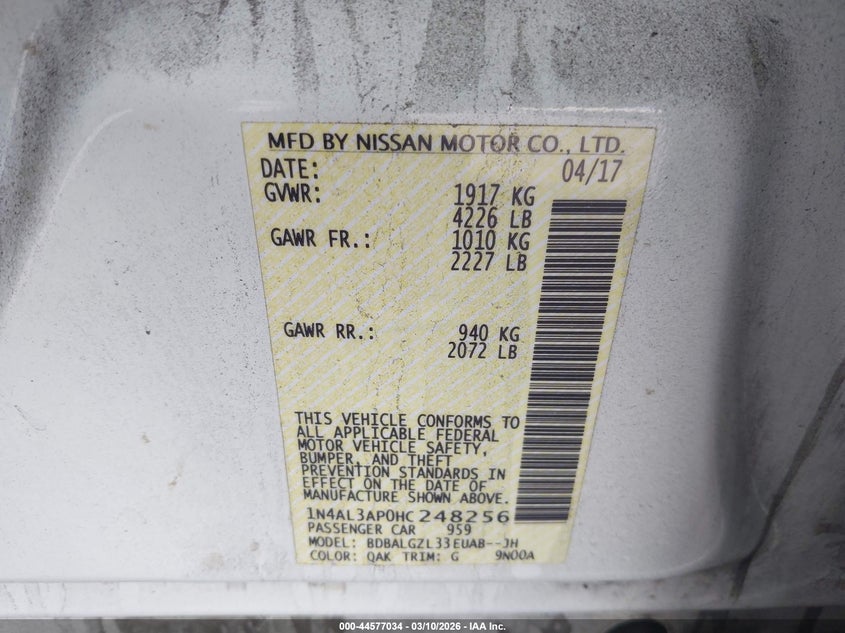 MFD BY NISSAN MOTOR CO., LTD.
DATE: 04/17
GVWR: 1917 KG
4226 LB
GAWR FR.: 1010 KG
2227 LB
GAWR RR.: 940 KG
2072 LB
THIS VEHICLE CONFORMS TO
ALL APPLICABLE FEDERAL
MOTOR VEHICLE SAFETY,
BUMPER, AND THEFT
PREVENTION STANDARDS IN
EFFECT ON THE DATE OF
MANUFACTURE SHOWN ABOVE.
1N4AL3AP0HC248256
PASSENGER CAR 959
MODEL: BDBALGZL33EUAB--JH
COLOR: QAK TRIM: G 9N00A
000-44577034 — 03/10/2026 — IAA Inc.